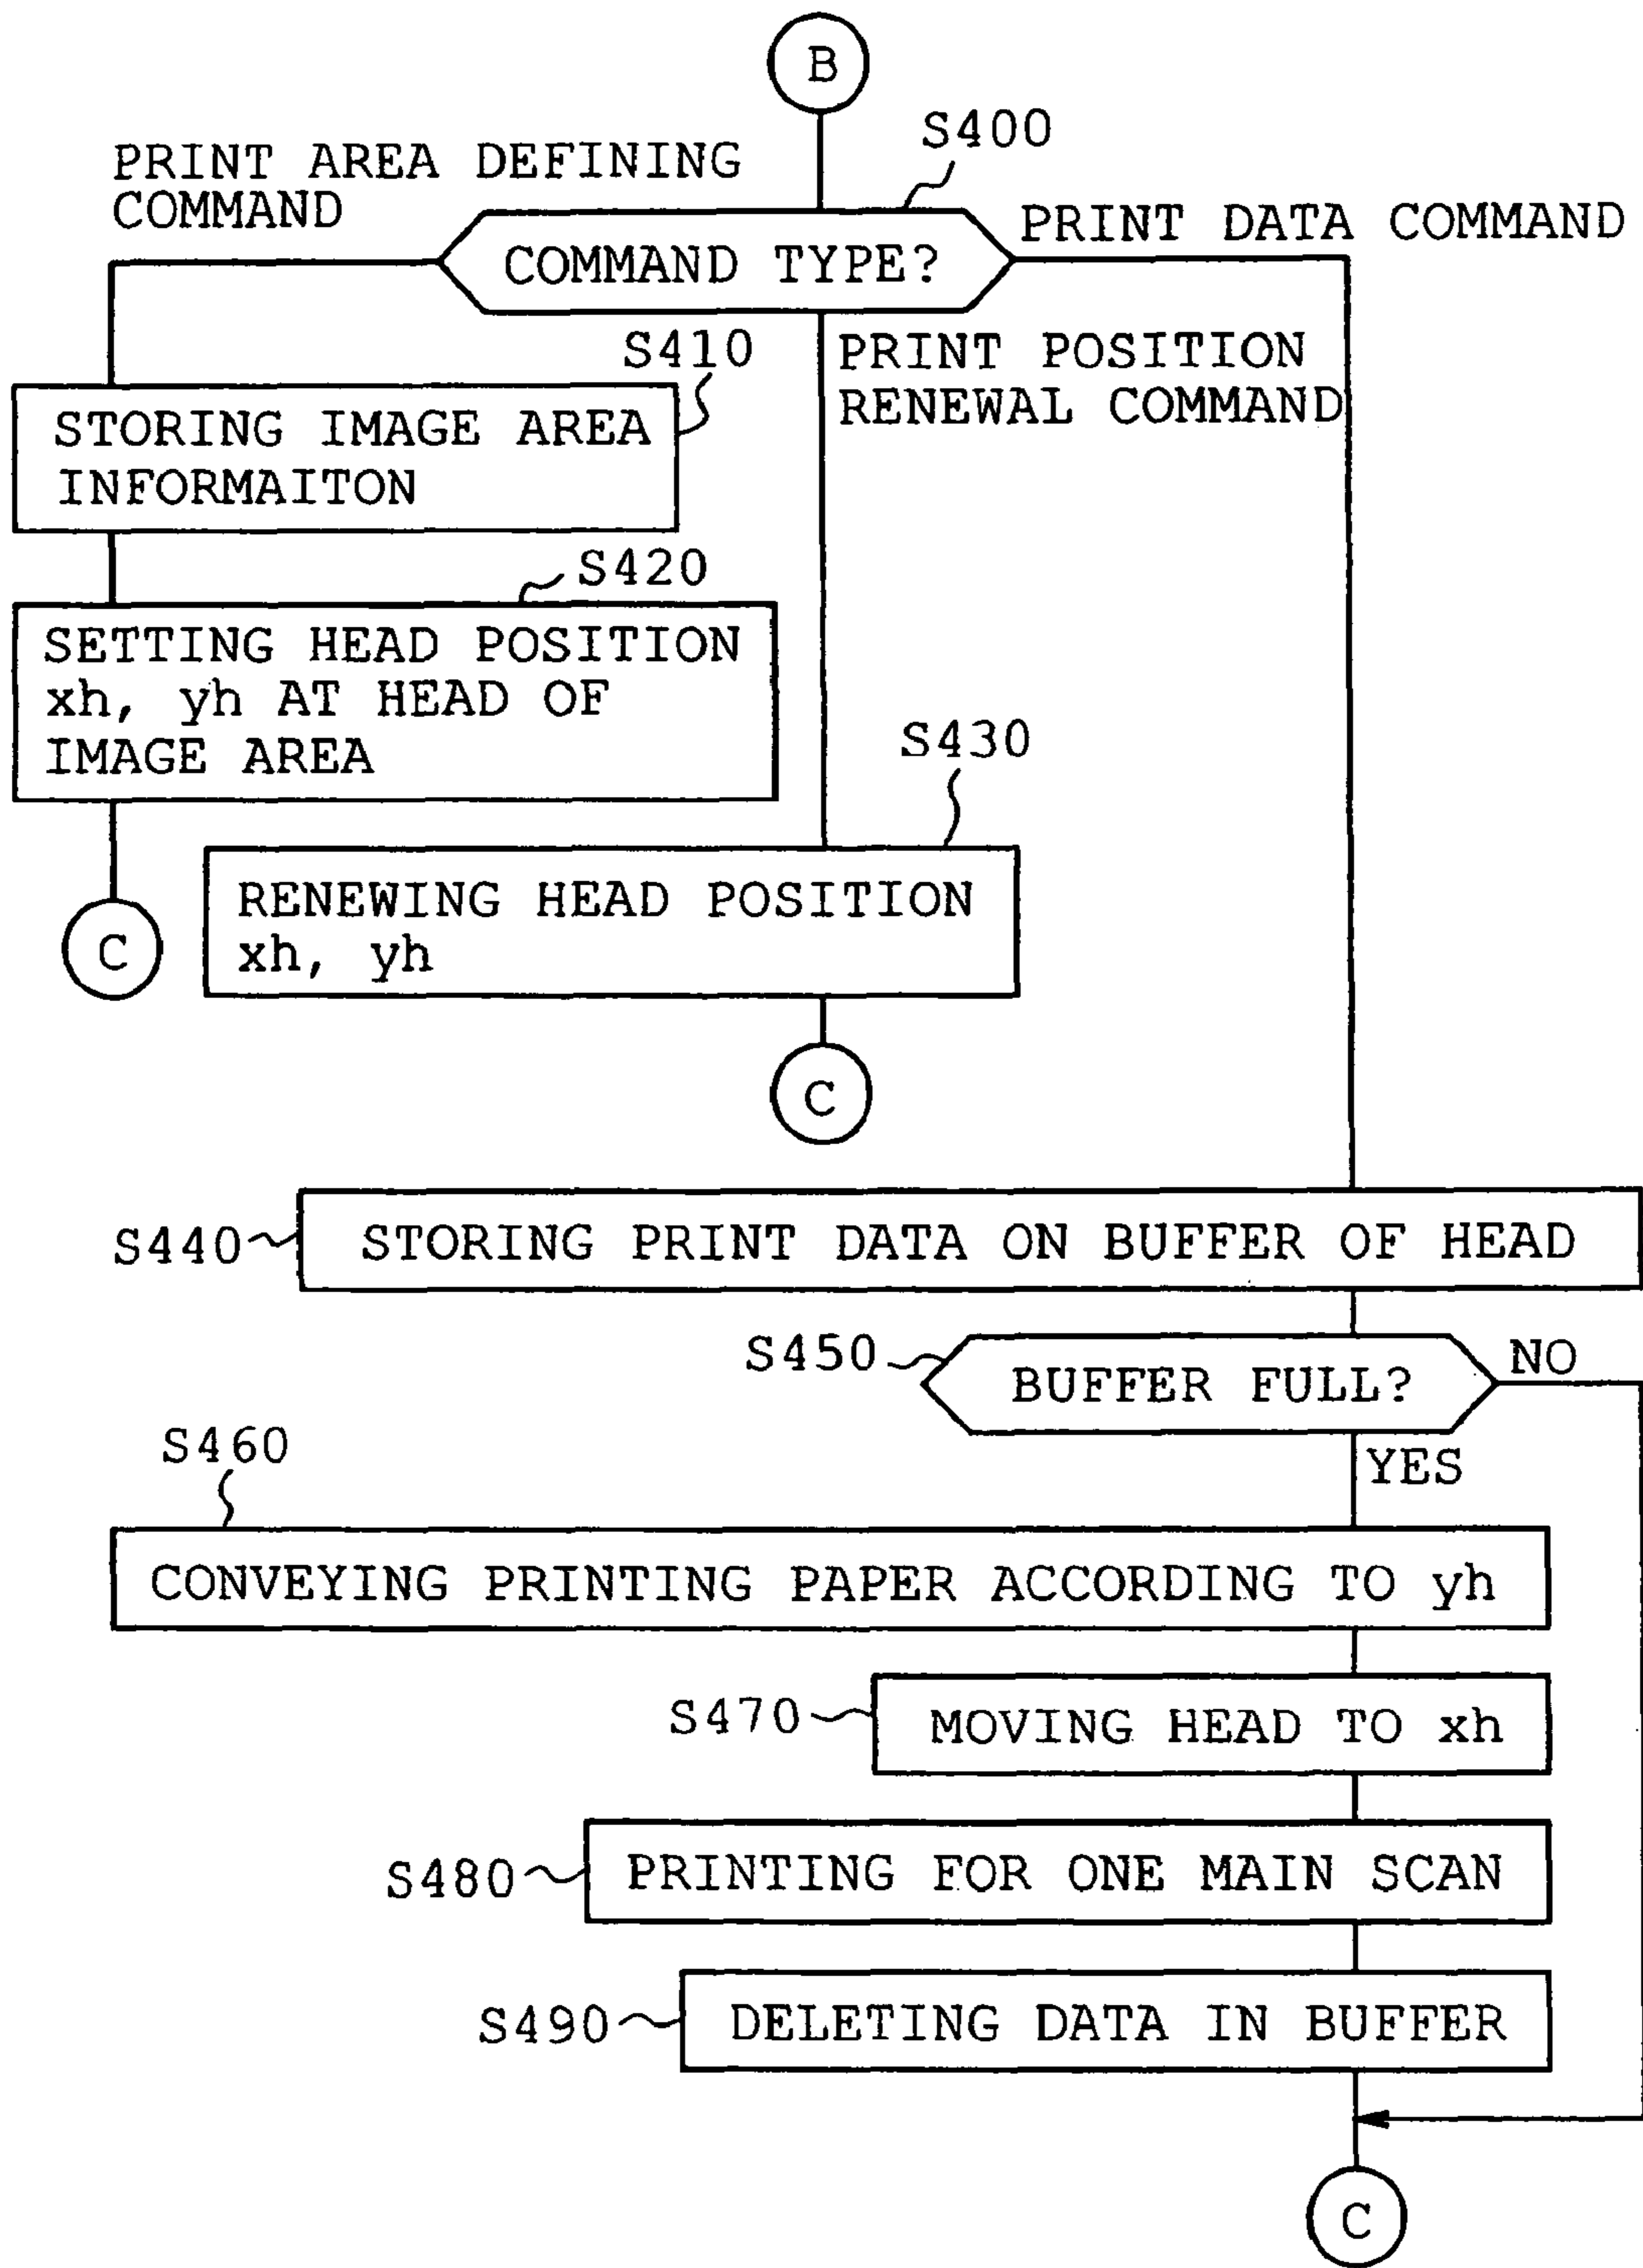 B
S400
PRINT AREA DEFINING
COMMAND
PRINT DATA COMMAND
COMMAND TYPE?
S410
PRINT POSITION
RENEWAL COMMAND
STORING IMAGE AREA
INFORMAITON
S420
SETTING HEAD POSITION
xh, yh AT HEAD OF
IMAGE AREA
S430
RENEWING HEAD POSITION
xh, yh
C
C
S440
STORING PRINT DATA ON BUFFER OF HEAD
S450
BUFFER FULL?
NO
YES
S460
CONVEYING PRINTING PAPER ACCORDING TO yh
S470
MOVING HEAD TO xh
S480
PRINTING FOR ONE MAIN SCAN
S490
DELETING DATA IN BUFFER
C